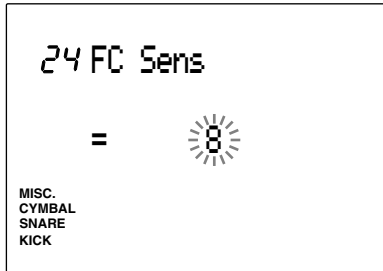 24 FC Sens
= 8
MISC.
CYMBAL
SNARE
KICK